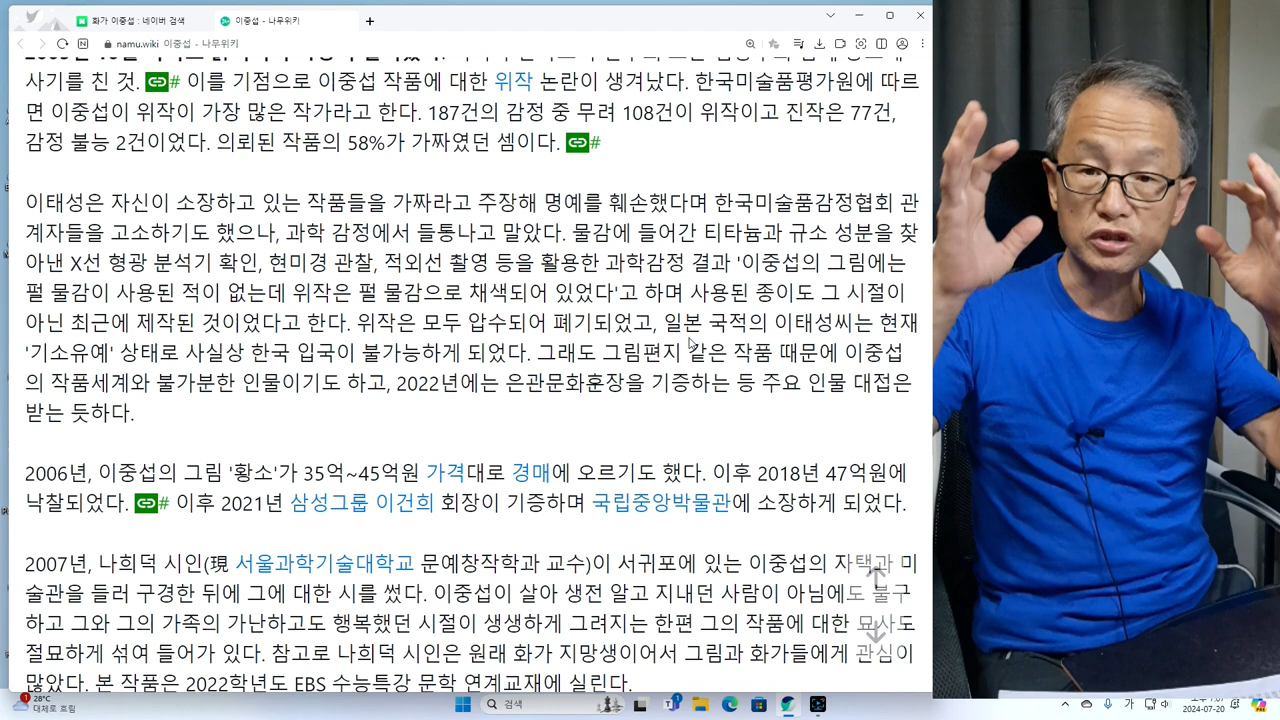 화가 이중섭 : 네이버 검색
이중섭 - 나무위키
namu.wiki 이중섭 - 나무위키
사기를 친 것. # 이를 기점으로 이중섭 작품에 대한 위작 논란이 생겨났다. 한국미술품평가원에 따르
면 이중섭이 위작이 가장 많은 작가라고 한다. 187건의 감정 중 무려 108건이 위작이고 진작은 77건,
감정 불능 2건이었다. 의뢰된 작품의 58%가 가짜였던 셈이다. #
이태성은 자신이 소장하고 있는 작품들을 가짜라고 주장해 명예를 훼손했다며 한국미술품감정협회 관
계자들을 고소하기도 했으나, 과학 감정에서 들통나고 말았다. 물감에 들어간 티타늄과 규소 성분을 찾
아낸 X선 형광 분석기 확인, 현미경 관찰, 적외선 촬영 등을 활용한 과학감정 결과 '이중섭의 그림에는
펄 물감이 사용된 적이 없는데 위작은 펄 물감으로 채색되어 있었다'고 하며 사용된 종이도 그 시절이
아닌 최근에 제작된 것이었다고 한다. 위작은 모두 압수되어 폐기되었고, 일본 국적의 이태성씨는 현재
'기소유예' 상태로 사실상 한국 입국이 불가능하게 되었다. 그래도 그림편지 같은 작품 때문에 이중섭
의 작품세계와 불가분한 인물이기도 하고, 2022년에는 은관문화훈장을 기증하는 등 주요 인물 대접은
받는 듯하다.
2006년, 이중섭의 그림 '황소'가 35억~45억원 가격대로 경매에 오르기도 했다. 이후 2018년 47억원에
낙찰되었다. # 이후 2021년 삼성그룹 이건희 회장이 기증하며 국립중앙박물관에 소장하게 되었다.
2007년, 나희덕 시인(現 서울과학기술대학교 문예창작학과 교수)이 서귀포에 있는 이중섭의 자택과 미
술관을 들러 구경한 뒤에 그에 대한 시를 썼다. 이중섭이 살아 생전 알고 지내던 사람이 아님에도 불구
하고 그와 그의 가족의 가난하고도 행복했던 시절이 생생하게 그려지는 한편 그의 작품에 대한 묘사도
절묘하게 섞여 들어가 있다. 참고로 나희덕 시인은 원래 화가 지망생이어서 그림과 화가들에게 관심이
많았다. 본 작품은 2022학년도 EBS 수능특강 문학 연계교재에 실린다.
28°C
대체로 흐림
검색
가
2024-07-20